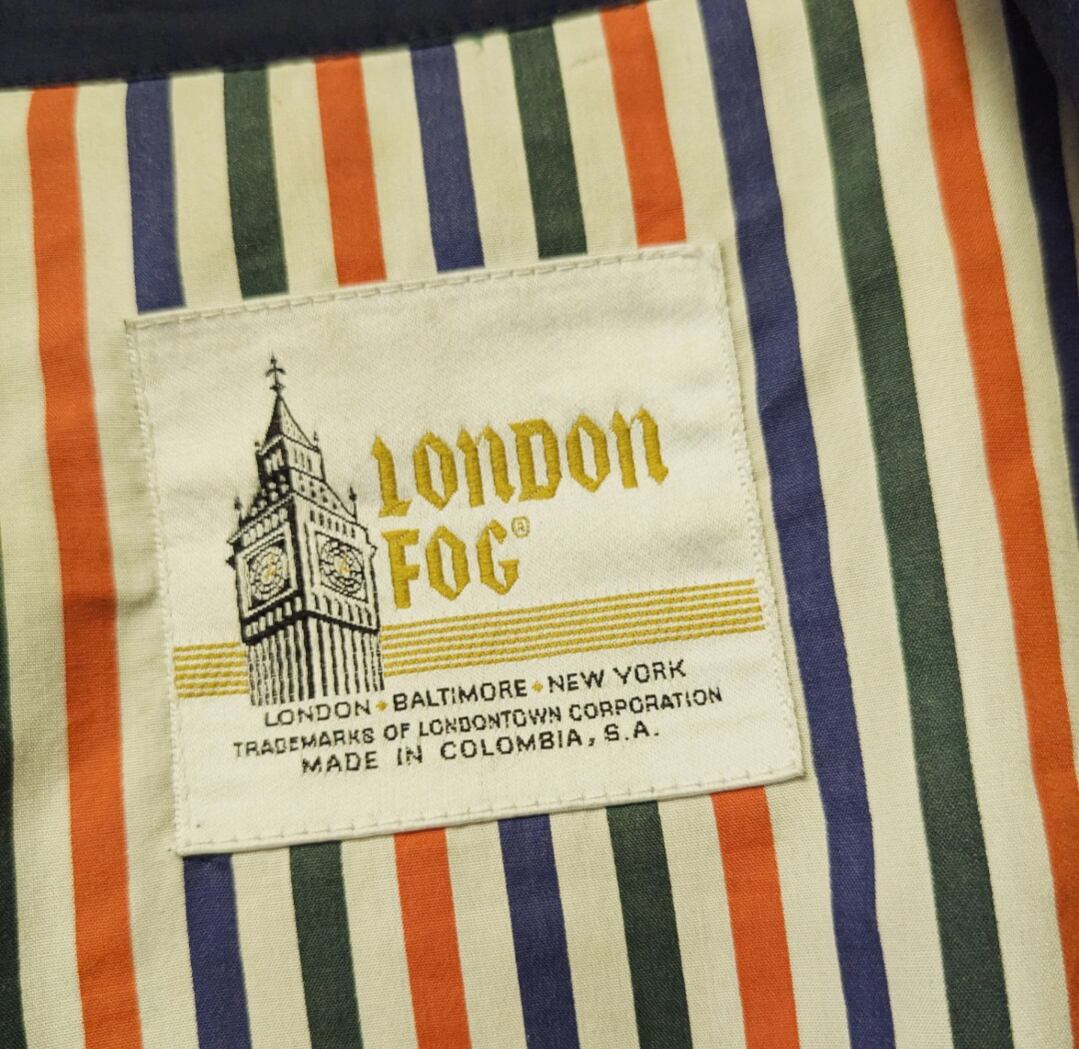 LONDON
FOG®
LONDON • BALTIMORE • NEW YORK
TRADEMARKS OF LONDONTOWN CORPORATION
MADE IN COLOMBIA, S.A.